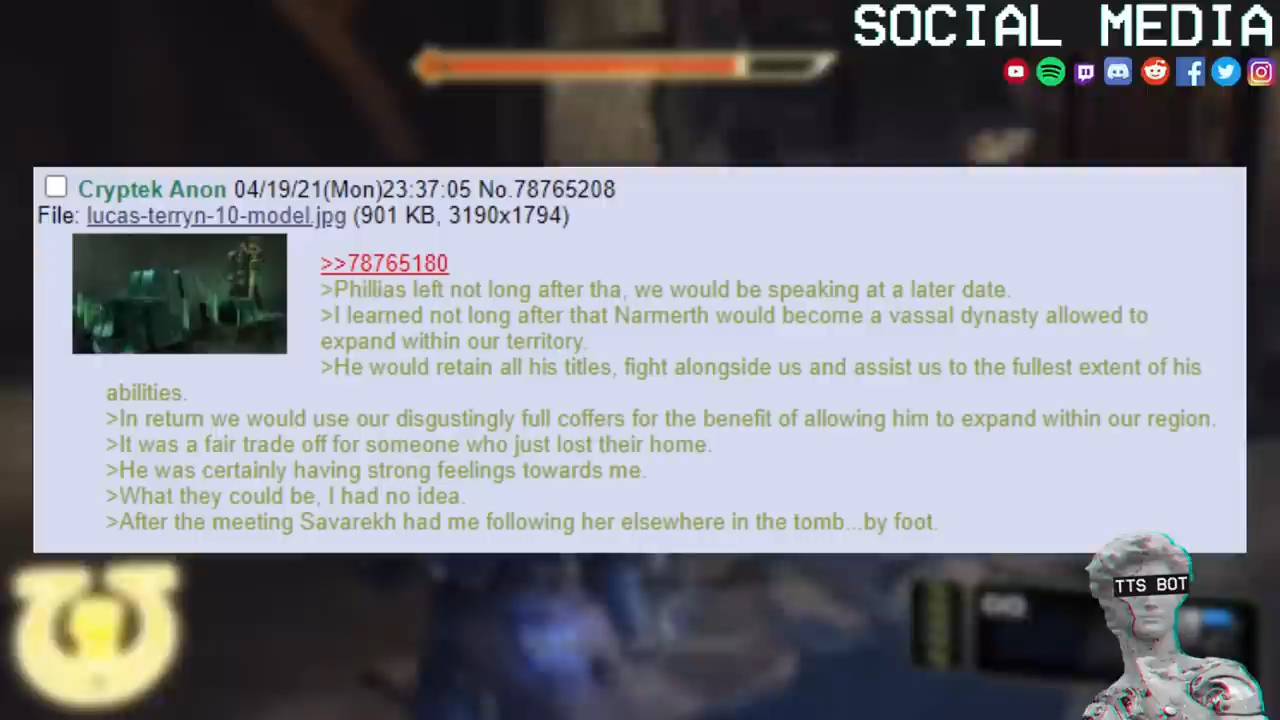 SOCIAL MEDIA
Cryptek Anon 04/19/21(Mon)23:37:05 No.78765208
File: lucas-terryn-10-model.jpg (901 KB, 3190x1794)
>>78765180
>Phillias left not long after tha, we would be speaking at a later date.
>I learned not long after that Narmerth would become a vassal dynasty allowed to
expand within our territory.
>He would retain all his titles, fight alongside us and assist us to the fullest extent of his
abilities.
>In return we would use our disgustingly full coffers for the benefit of allowing him to expand within our region.
>It was a fair trade off for someone who just lost their home.
>He was certainly having strong feelings towards me.
>What they could be, I had no idea.
>After the meeting Savarekh had me following her elsewhere in the tomb...by foot.
TTS BOT